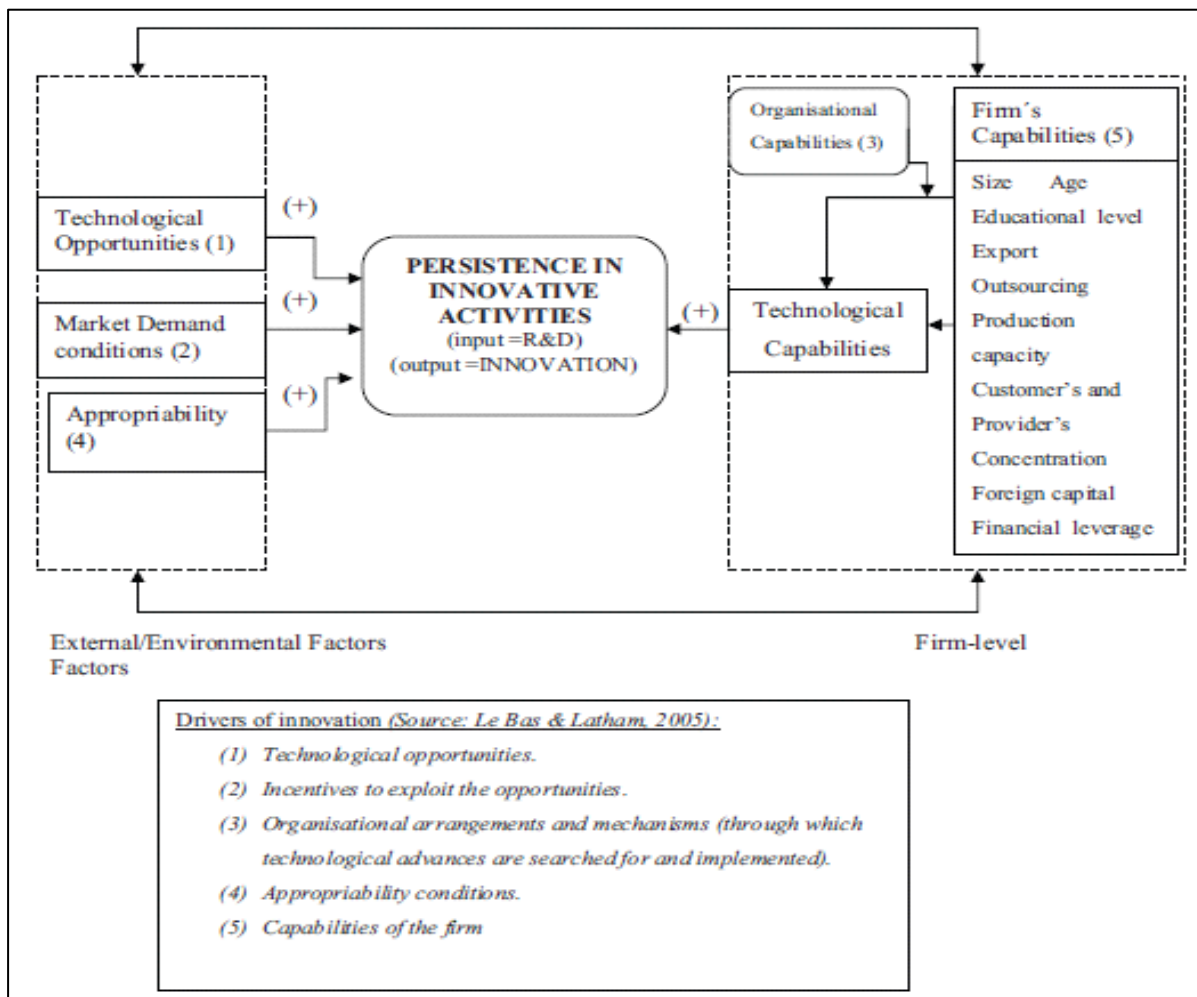 Technological
Opportunities (1)
(+)
Market Demand
conditions (2)
(+)
Appropriability
(4)
(+)
PERSISTENCE IN
INNOVATIVE
ACTIVITIES
(input =R&D)
(output =INNOVATION)
(+)
Organisational
Capabilities (3)
Technological
Capabilities
Firm´s
Capabilities (5)
Size Age
Educational level
Export
Outsourcing
Production
capacity
Customer's and
Provider's
Concentration
Foreign capital
Financial leverage
External/Environmental Factors Firm-level
Factors
Drivers of innovation (Source: Le Bas & Latham, 2005):
(1) Technological opportunities.
(2) Incentives to exploit the opportunities.
(3) Organisational arrangements and mechanisms (through which
technological advances are searched for and implemented).
(4) Appropriability conditions.
(5) Capabilities of the firm